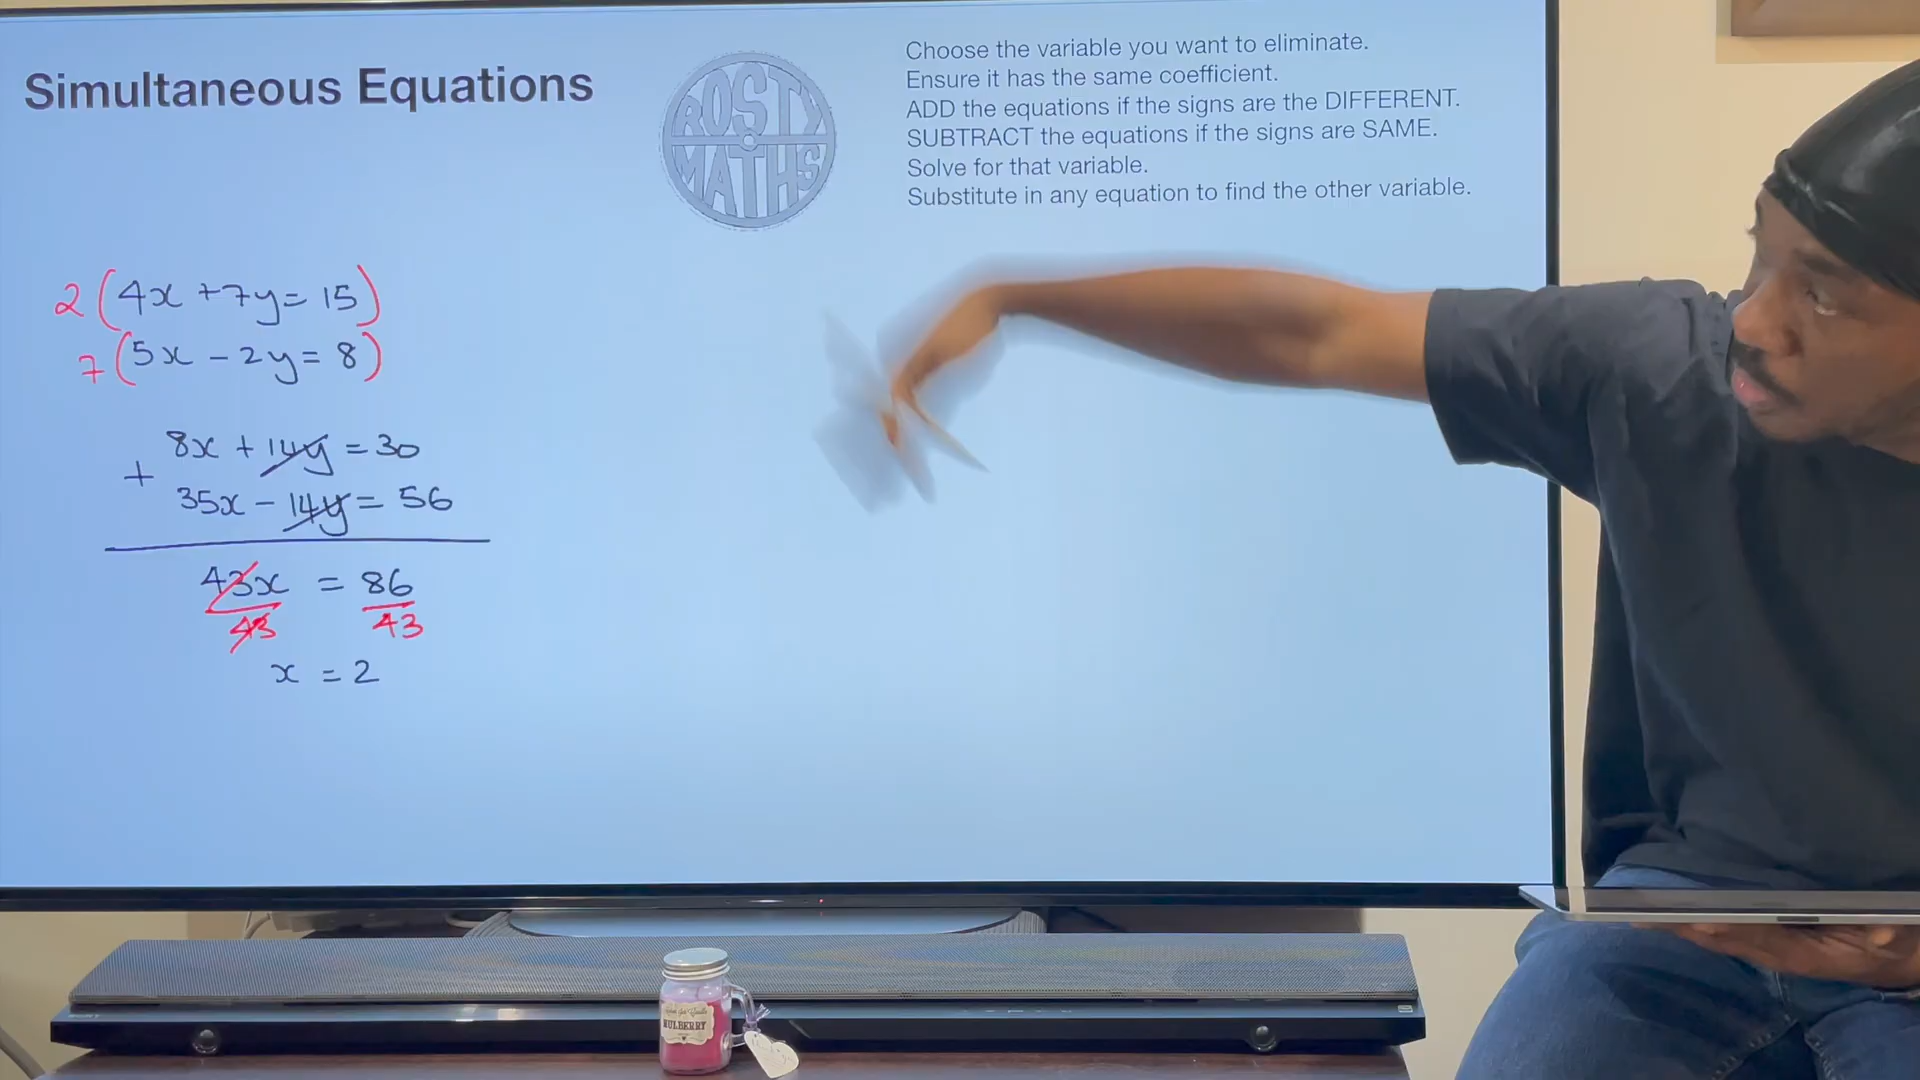 Simultaneous Equations
ROSTY
MATHS
Choose the variable you want to eliminate.
Ensure it has the same coefficient.
ADD the equations if the signs are the DIFFERENT.
SUBTRACT the equations if the signs are SAME.
Solve for that variable.
Substitute in any equation to find the other variable.
2(4x+7y=15)
7(5x-2y=8)
8x+14y=30
+
35x-14y=56
43x=86
43 43
x=2
MULBERRY